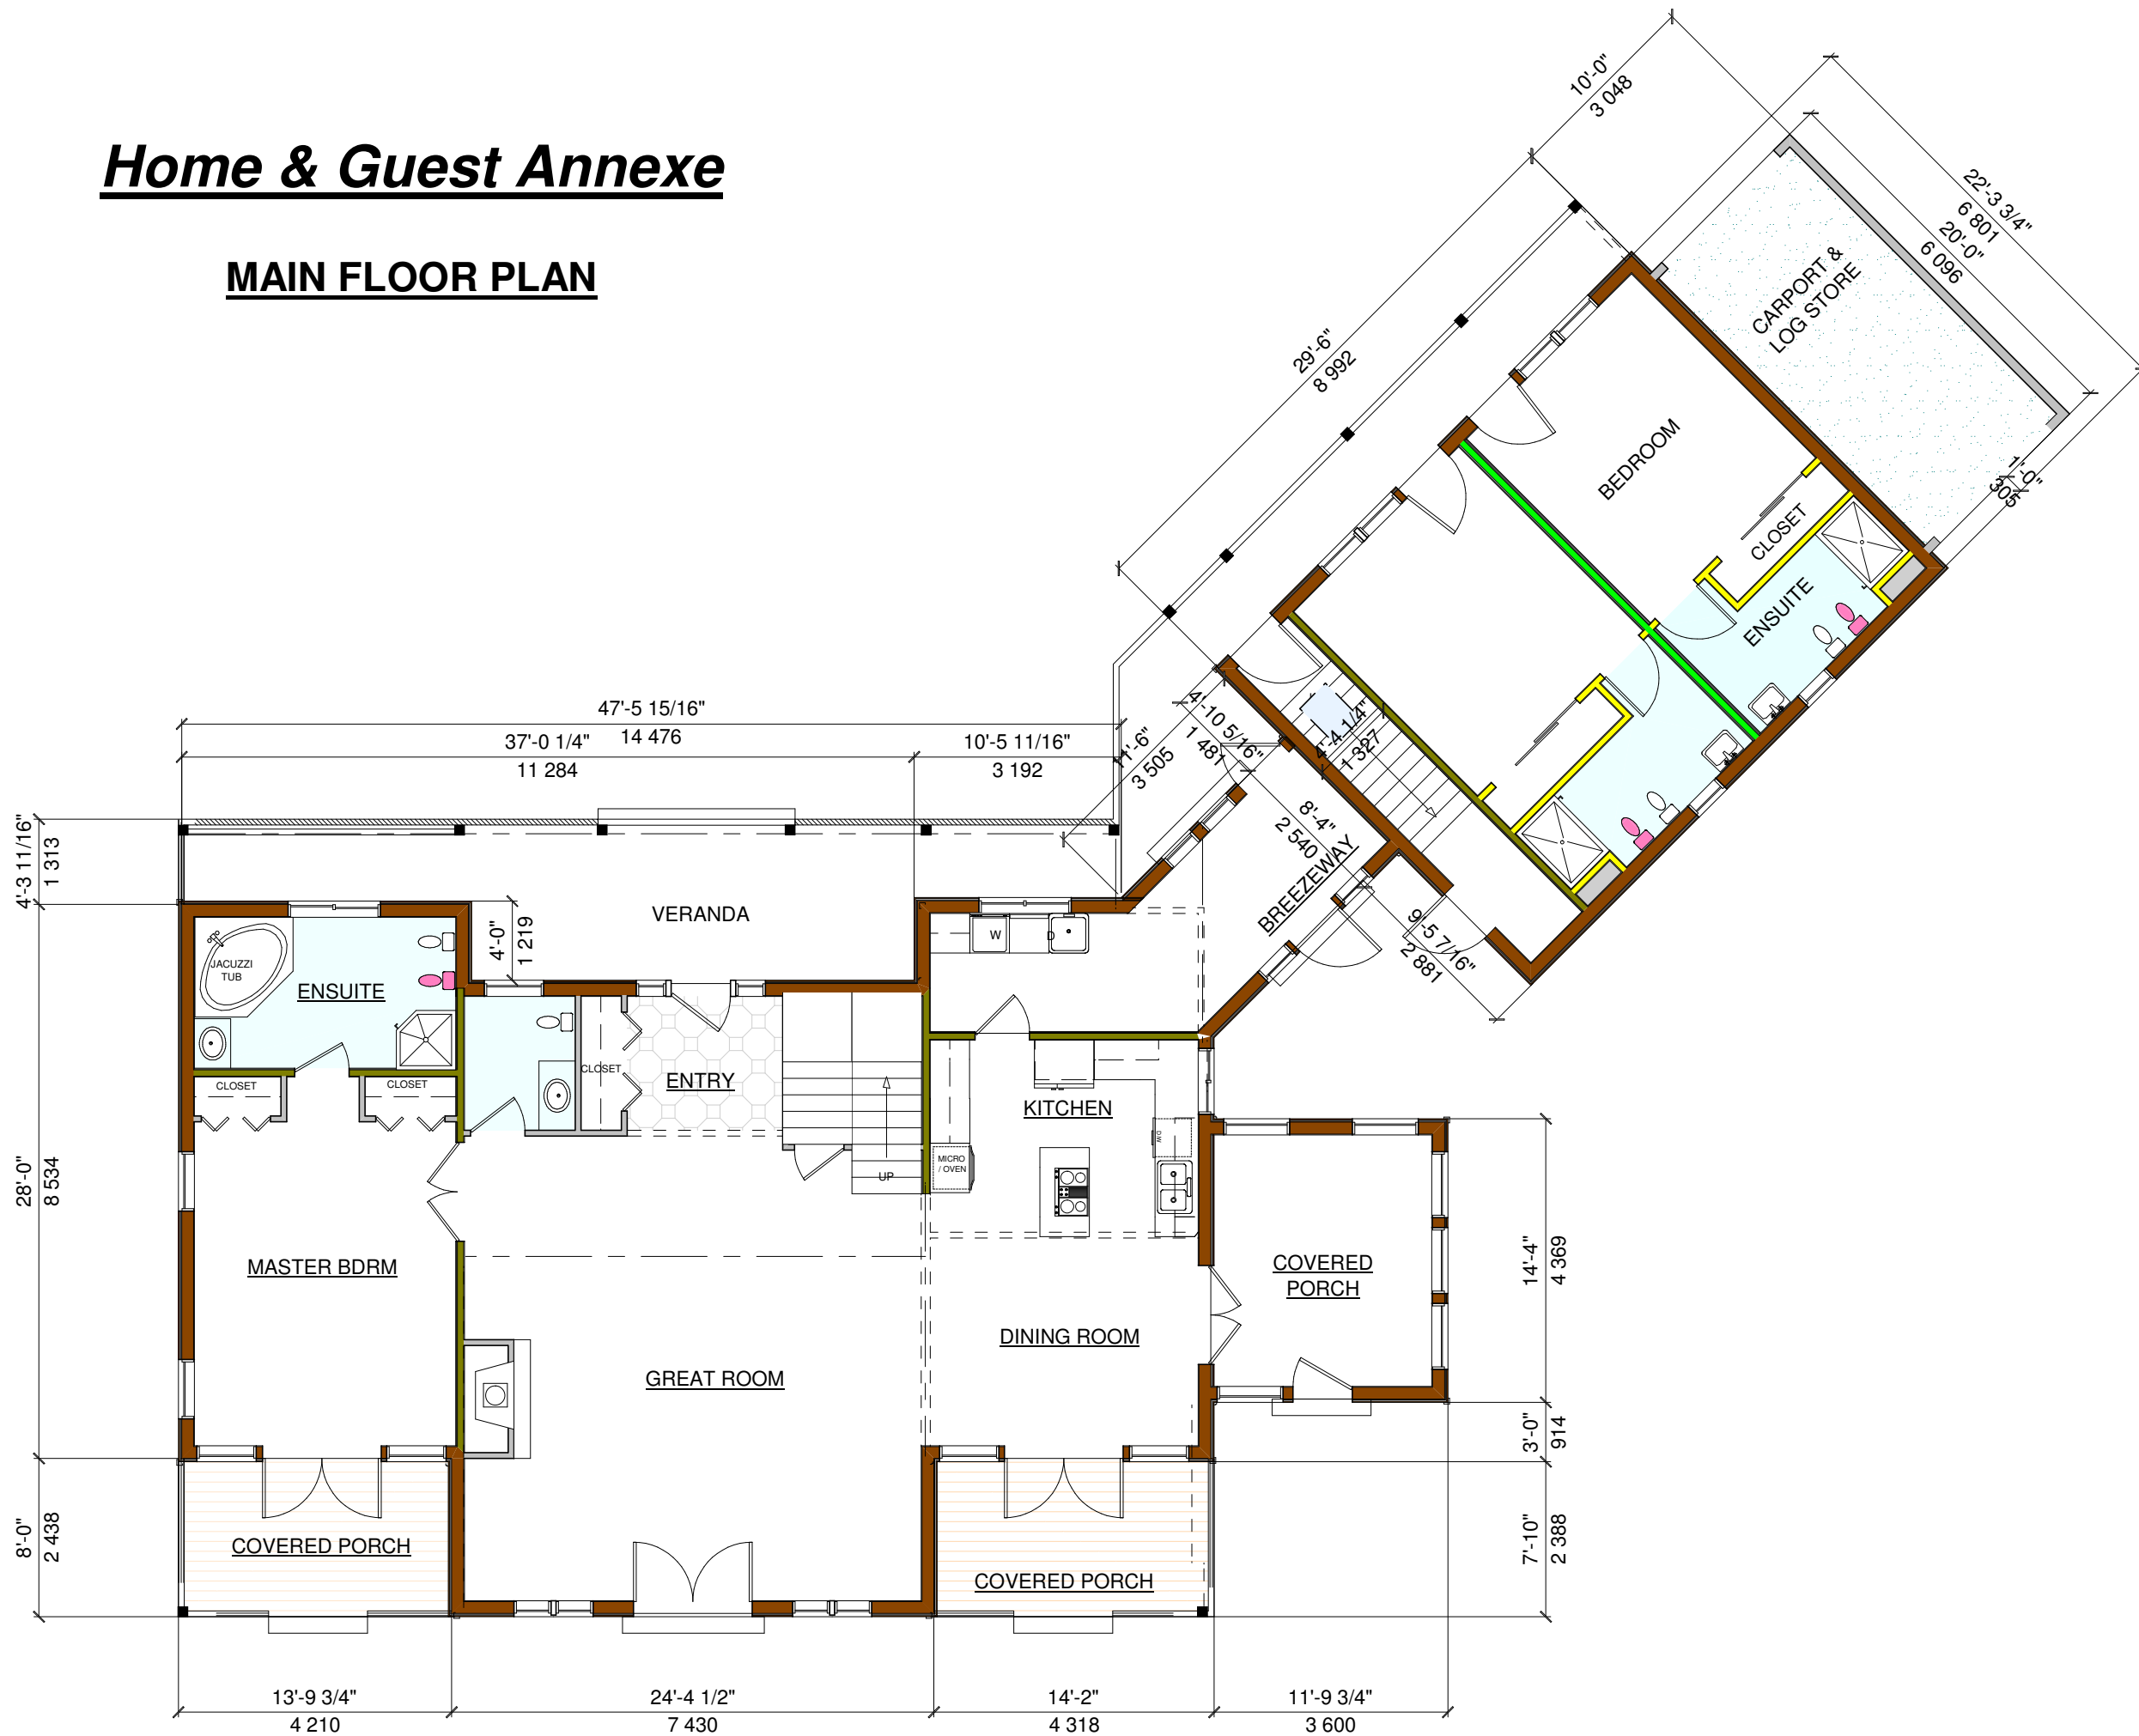 Home & Guest Annexe
MAIN FLOOR PLAN
10'-0"
3 048
22'-3 3/4"
6 801
20'-0"
6 096
CARPORT &
LOG STORE
29'-6"
8 992
BEDROOM
1'-0"
305
CLOSET
ENSUITE
47'-5 15/16"
14 476
37'-0 1/4"
11 284
10'-5 11/16"
3 192
3 505
4'-10 5/16"
1 481
4'-4 1/4"
1 327
8'-4"
2 540
BREEZEWAY
9'-5 7/16"
2 881
4'-3 11/16"
1 313
VERANDA
4'-0"
1 219
W
JACUZZI
TUB
ENSUITE
CLOSET
CLOSET
CLOSET
ENTRY
KITCHEN
D/W
MICRO
/ OVEN
UP
28'-0"
8 534
MASTER BDRM
COVERED
PORCH
14'-4"
4 369
DINING ROOM
GREAT ROOM
3'-0"
914
8'-0"
2 438
COVERED PORCH
COVERED PORCH
7'-10"
2 388
13'-9 3/4"
4 210
24'-4 1/2"
7 430
14'-2"
4 318
11'-9 3/4"
3 600